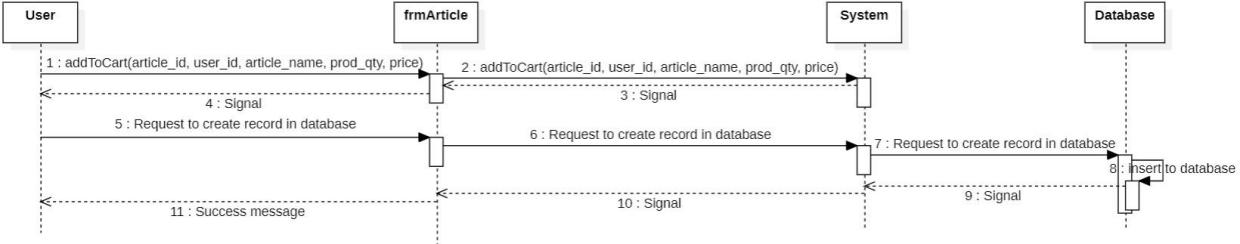 User
frmArticle
System
Database
1 : addToCart(article_id, user_id, article_name, prod_qty, price)
2 : addToCart(article_id, user_id, article_name, prod_qty, price)
3 : Signal
4 : Signal
5 : Request to create record in database
6 : Request to create record in database
7 : Request to create record in database
8 : insert to database
9 : Signal
10 : Signal
11 : Success message